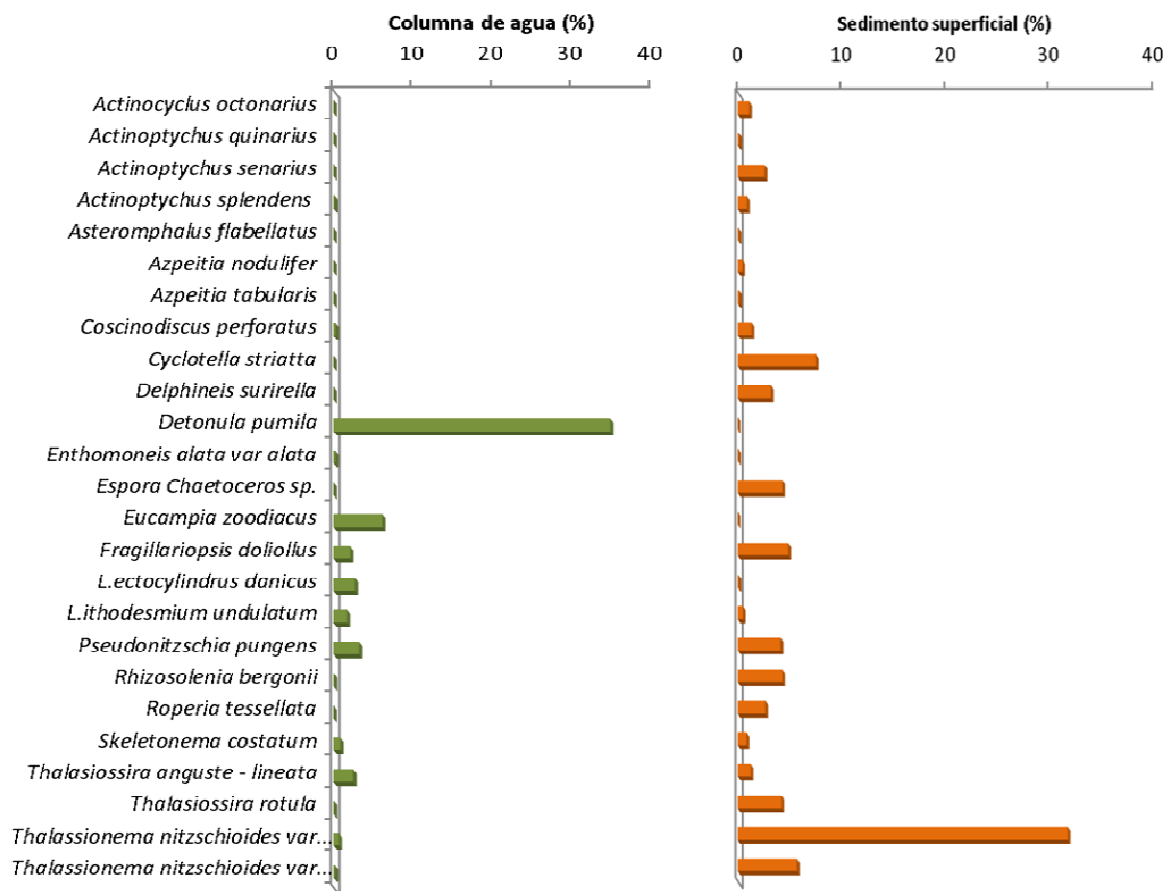 Columna de agua (%)
0 10 20 30 40
Sedimento superficial (%)
0 10 20 30 40
Actinocyclus octonarius
Actinoptychus quinarius
Actinoptychus senarius
Actinoptychus splendens
Asteromphalus flabellatus
Azpeitia nodulifer
Azpeitia tabularis
Coscinodiscus perforatus
Cyclotella striatta
Delphineis surirella
Detonula pumila
Enthomoneis alata var alata
Espora Chaetoceros sp.
Eucampia zoodiacus
Fragillariopsis doliollus
L.ectocylindrus danicus
L.ithodesmium undulatum
Pseudonitzschia pungens
Rhizosolenia bergonii
Roperia tessellata
Skeletonema costatum
Thalasiossira anguste - lineata
Thalasiossira rotula
Thalassionema nitzschioides var...
Thalassionema nitzschioides var...